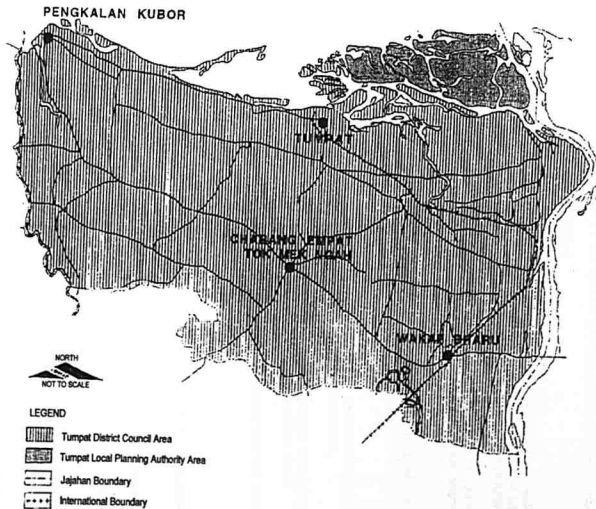 PENGKALAN KUBOR
TUMPAT
CHABANG EMPAT
TOK MEK NGAH
WAKAF BHARU
NORTH
NOT TO SCALE
LEGEND
Tumpat District Council Area
Tumpat Local Planning Authority Area
Jajahan Boundary
International Boundary